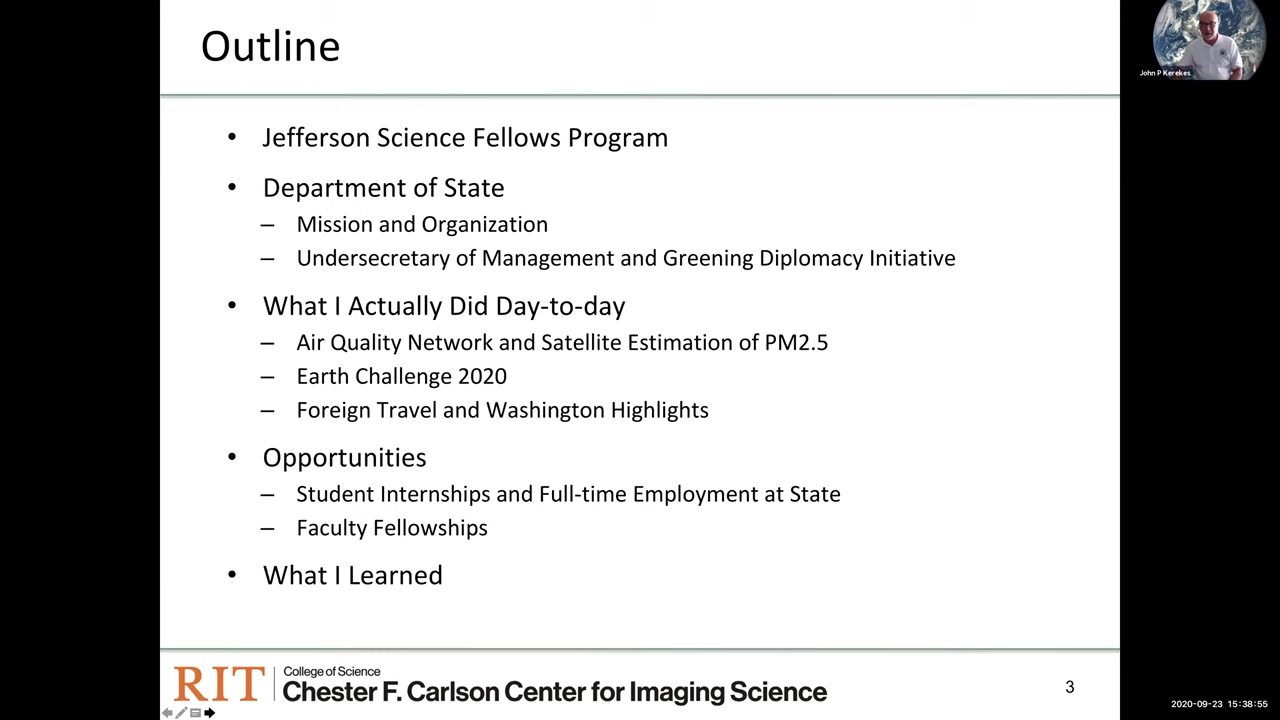 Outline
John P Kerekes
• Jefferson Science Fellows Program
• Department of State
– Mission and Organization
– Undersecretary of Management and Greening Diplomacy Initiative
• What I Actually Did Day-to-day
– Air Quality Network and Satellite Estimation of PM2.5
– Earth Challenge 2020
– Foreign Travel and Washington Highlights
• Opportunities
– Student Internships and Full-time Employment at State
– Faculty Fellowships
• What I Learned
RIT
College of Science
Chester F. Carlson Center for Imaging Science
3
2020-09-23 15:38:55